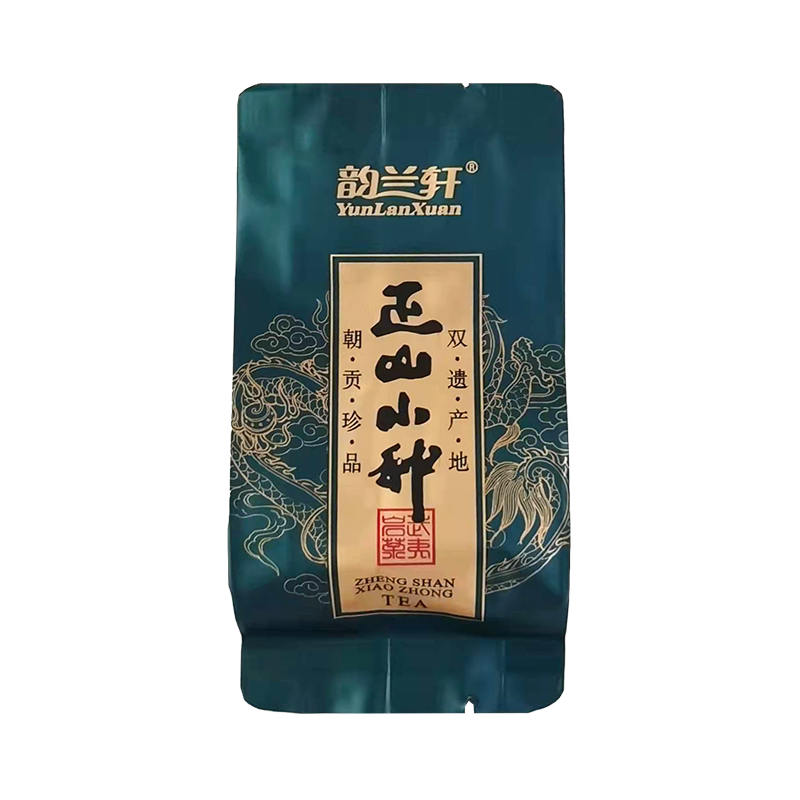 韵兰轩®
YunLanXuan
正山小种
双·遗·产·地
朝·贡·珍·品
武夷岩茶
ZHENG SHAN
XIAO ZHONG
TEA